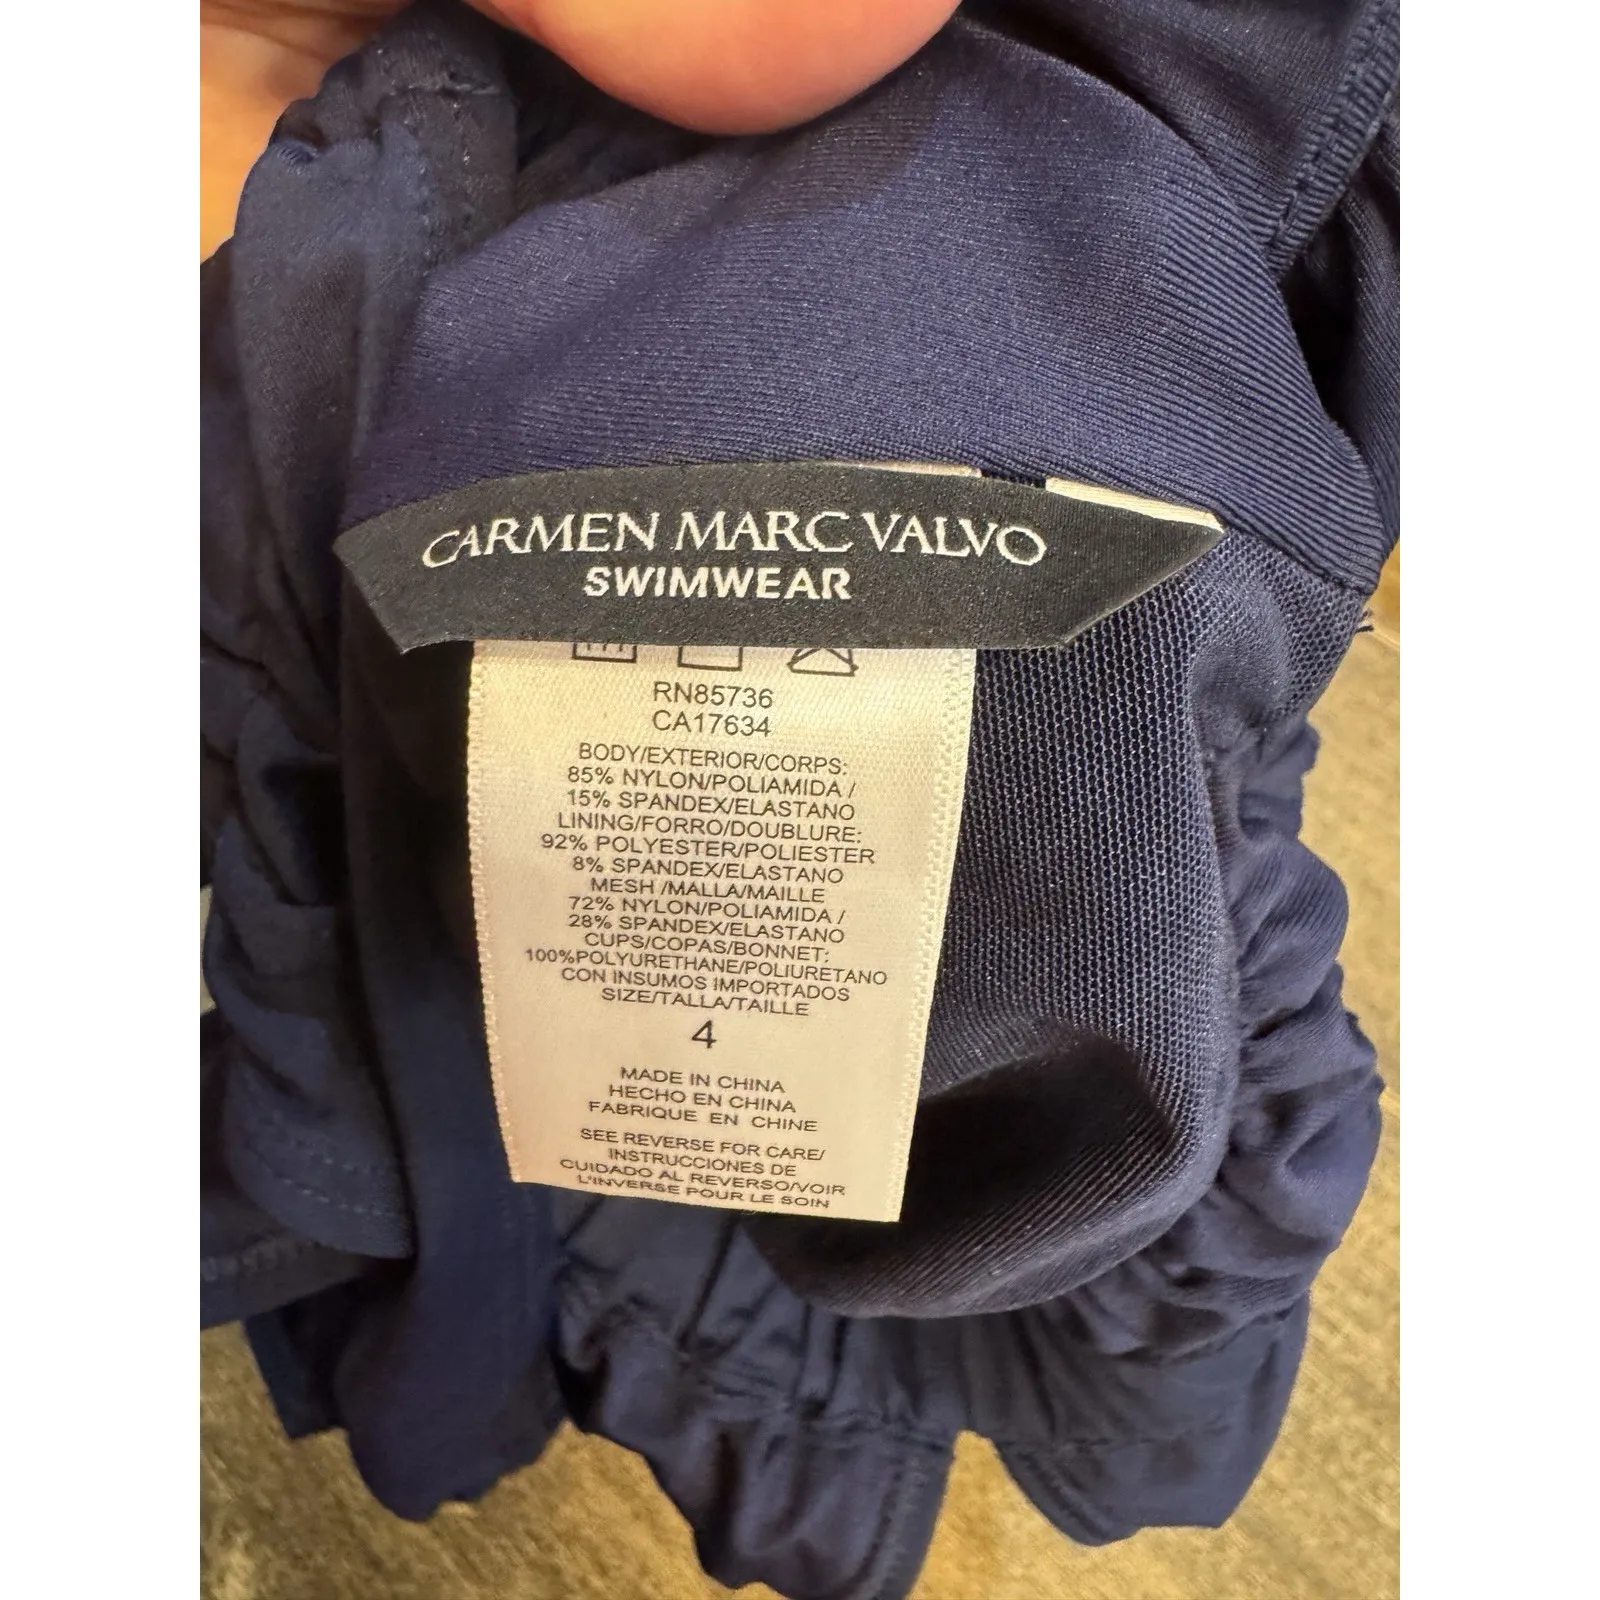 CARMEN MARC VALVO
SWIMWEAR
RN85736
CA17634
BODY/EXTERIOR/CORPS:
85% NYLON/POLIAMIDA /
15% SPANDEX/ELASTANO
LINING/FORRO/DOUBLURE:
92% POLYESTER/POLIESTER
8% SPANDEX/ELASTANO
MESH /MALLA/MAILLE
72% NYLON/POLIAMIDA /
28% SPANDEX/ELASTANO
CUPS/COPAS/BONNET:
100%POLYURETHANE/POLIURETANO
CON INSUMOS IMPORTADOS
SIZE/TALLA/TAILLE
4
MADE IN CHINA
HECHO EN CHINA
FABRIQUE EN CHINE
SEE REVERSE FOR CARE/
INSTRUCCIONES DE
CUIDADO AL REVERSO/VOIR
L'INVERSE POUR LE SOIN